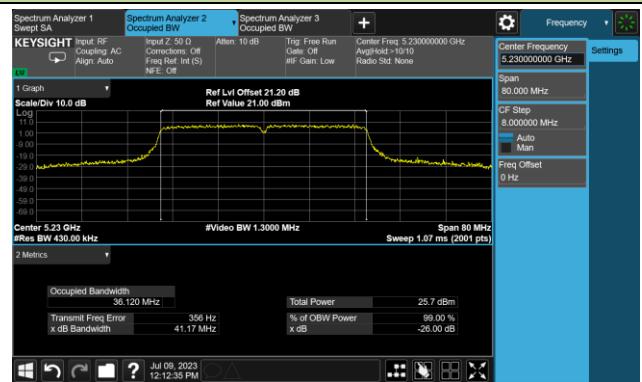 Spectrum Analyzer 1
Swept SA
Spectrum Analyzer 2
Occupied BW
Spectrum Analyzer 3
Occupied BW
+
Frequency
KEYSIGHT
Input: RF
Coupling: AC
Align: Auto
Input Z: 50 Ω
Corrections: Off
Freq Ref: Int (S)
NFE: Off
Atten: 10 dB
Trig: Free Run
Gate: Off
#IF Gain: Low
Center Freq: 5.230000000 GHz
Avg|Hold:>10/10
Radio Std: None
Center Frequency
5.230000000 GHz
Settings
Span
80.000 MHz
CF Step
8.000000 MHz
Auto
Man
Freq Offset
0 Hz
1 Graph
Scale/Div 10.0 dB
Ref Lvl Offset 21.20 dB
Ref Value 21.00 dBm
Log
11.0
1.00
-9.00
-19.0
-29.0
-39.0
-49.0
-59.0
-69.0
Center 5.23 GHz
#Res BW 430.00 kHz
#Video BW 1.3000 MHz
Span 80 MHz
Sweep 1.07 ms (2001 pts)
2 Metrics
Occupied Bandwidth
36.120 MHz
Total Power 25.7 dBm
Transmit Freq Error 356 Hz
% of OBW Power 99.00 %
x dB Bandwidth 41.17 MHz
x dB -26.00 dB
?
Jul 09, 2023
12:12:35 PM